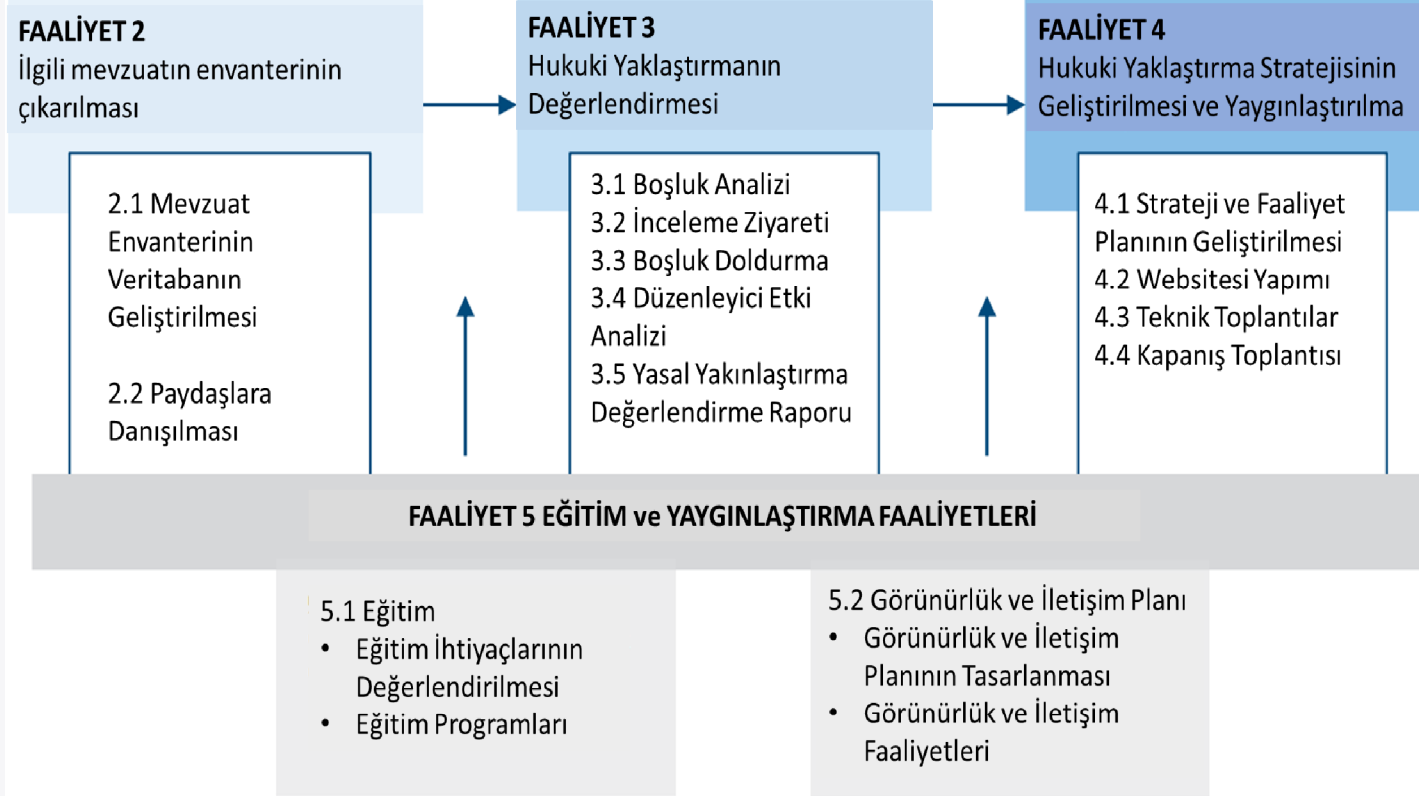 FAALİYET 2
İlgili mevzuatın envanterinin
çıkarılması
FAALİYET 3
Hukuki Yaklaştırmanın
Değerlendirmesi
FAALİYET 4
Hukuki Yaklaştırma Stratejisinin
Geliştirilmesi ve Yaygınlaştırılma
2.1 Mevzuat
Envanterinin
Veritabanın
Geliştirilmesi
2.2 Paydaşlara
Danışılması
3.1 Boşluk Analizi
3.2 İnceleme Ziyareti
3.3 Boşluk Doldurma
3.4 Düzenleyici Etki
Analizi
3.5 Yasal Yakınlaştırma
Değerlendirme Raporu
4.1 Strateji ve Faaliyet
Planının Geliştirilmesi
4.2 Websitesi Yapımı
4.3 Teknik Toplantılar
4.4 Kapanış Toplantısı
FAALİYET 5 EĞİTİM ve YAYGINLAŞTIRMA FAALİYETLERİ
5.1 Eğitim
• Eğitim İhtiyaçlarının
Değerlendirilmesi
• Eğitim Programları
5.2 Görünürlük ve İletişim Planı
• Görünürlük ve İletişim
Planının Tasarlanması
• Görünürlük ve İletişim
Faaliyetleri